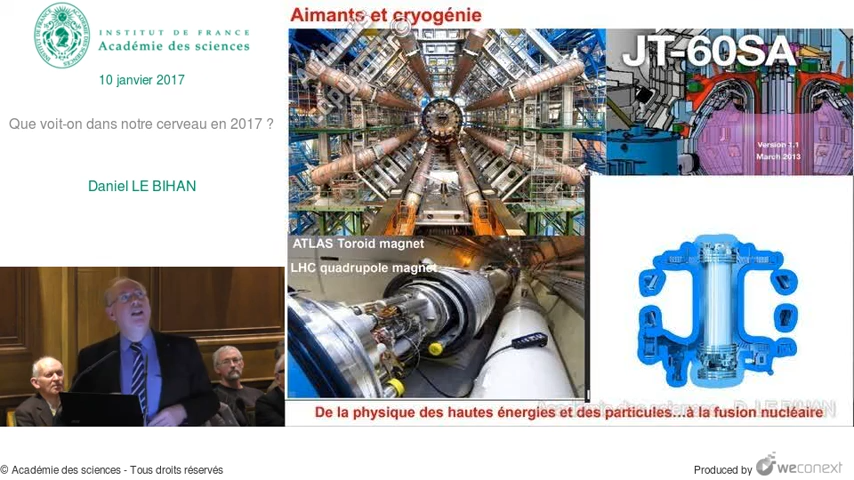 INSTITUT DE FRANCE
Académie des sciences
10 janvier 2017
Que voit-on dans notre cerveau en 2017 ?
Daniel LE BIHAN
Aimants et cryogénie
JT-60SA
Version 1.1
March 2013
ATLAS Toroid magnet
LHC quadrupole magnet
De la physique des hautes énergies et des particules...à la fusion nucléaire
© Académie des sciences - Tous droits réservés
Produced by weconext